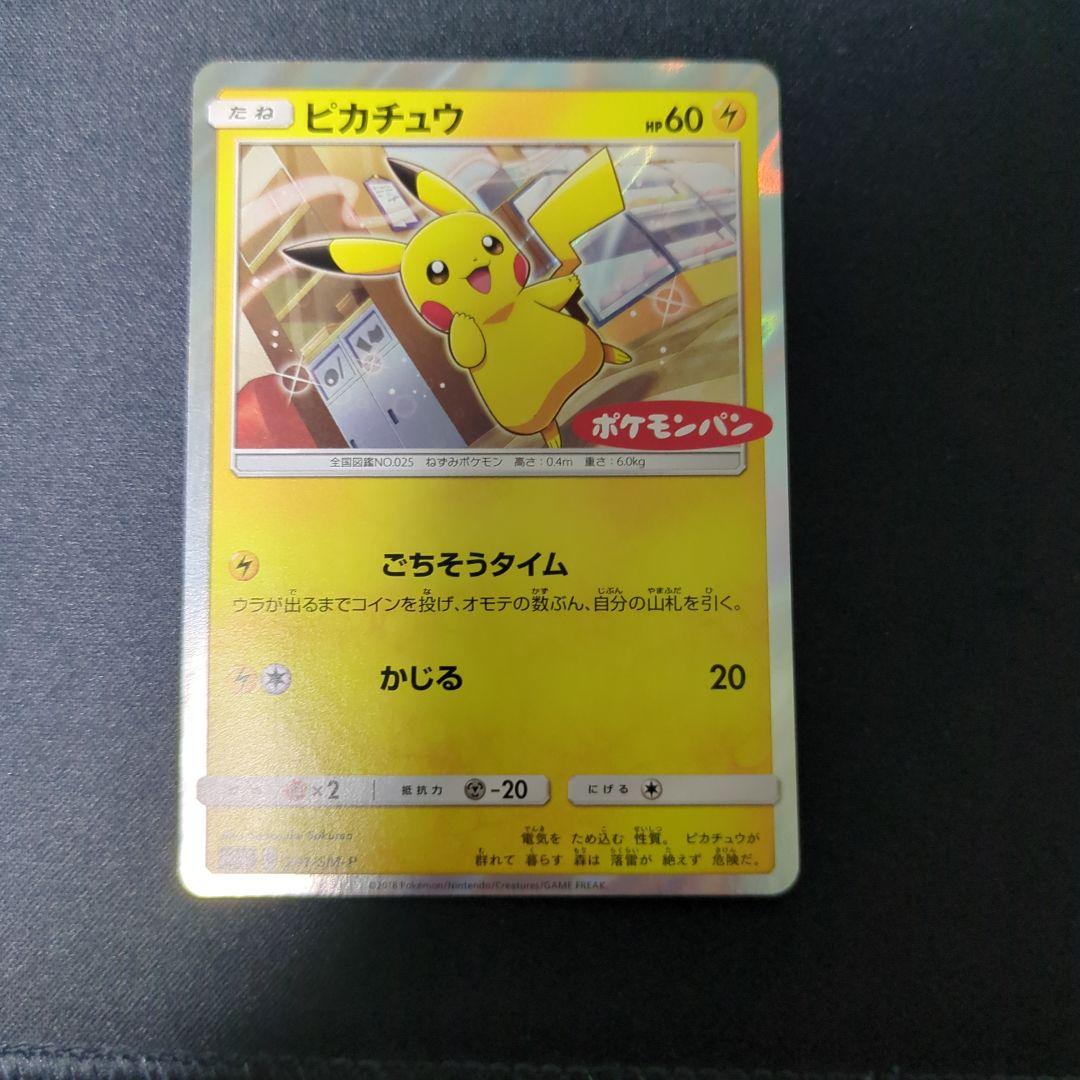 たね ピカチュウ HP60
ポケモンパン
全国図鑑NO.025 ねずみポケモン 高さ：0.4m 重さ：6.0kg
ごちそうタイム
ウラが出るまでコインを投げ、オモテの数ぶん、自分の山札を引く。
かじる 20
×2 抵抗力 -20 にげる
電気を ため込む 性質。 ピカチュウが
群れて 暮らす 森は 落雷が 絶えず 危険だ。
/SM-P
©2018 Pokémon/Nintendo/Creatures/GAME FREAK.